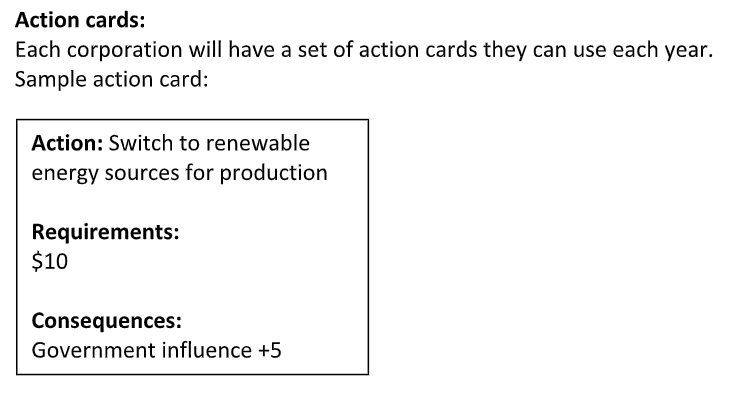 Action cards:
Each corporation will have a set of action cards they can use each year.
Sample action card:
Action: Switch to renewable
energy sources for production
Requirements:
$10
Consequences:
Government influence +5